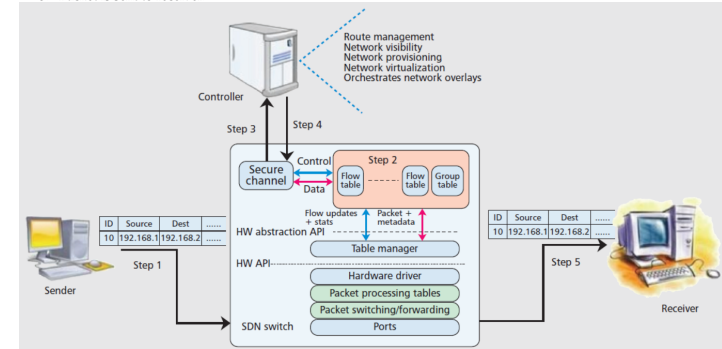 Route management
Network visibility
Network provisioning
Network virtualization
Orchestrates network overlays
Controller
Step 3
Step 4
Secure channel
Control
Data
Step 2
Flow table
Flow table
Group table
Flow updates + stats
Packet + metadata
HW abstraction API
Table manager
HW API
Hardware driver
Packet processing tables
Packet switching/forwarding
SDN switch
Ports
ID Source Dest ......
10 192.168.1 192.168.2 ......
Step 1
Sender
ID Source Dest ......
10 192.168.1 192.168.2 ......
Step 5
Receiver